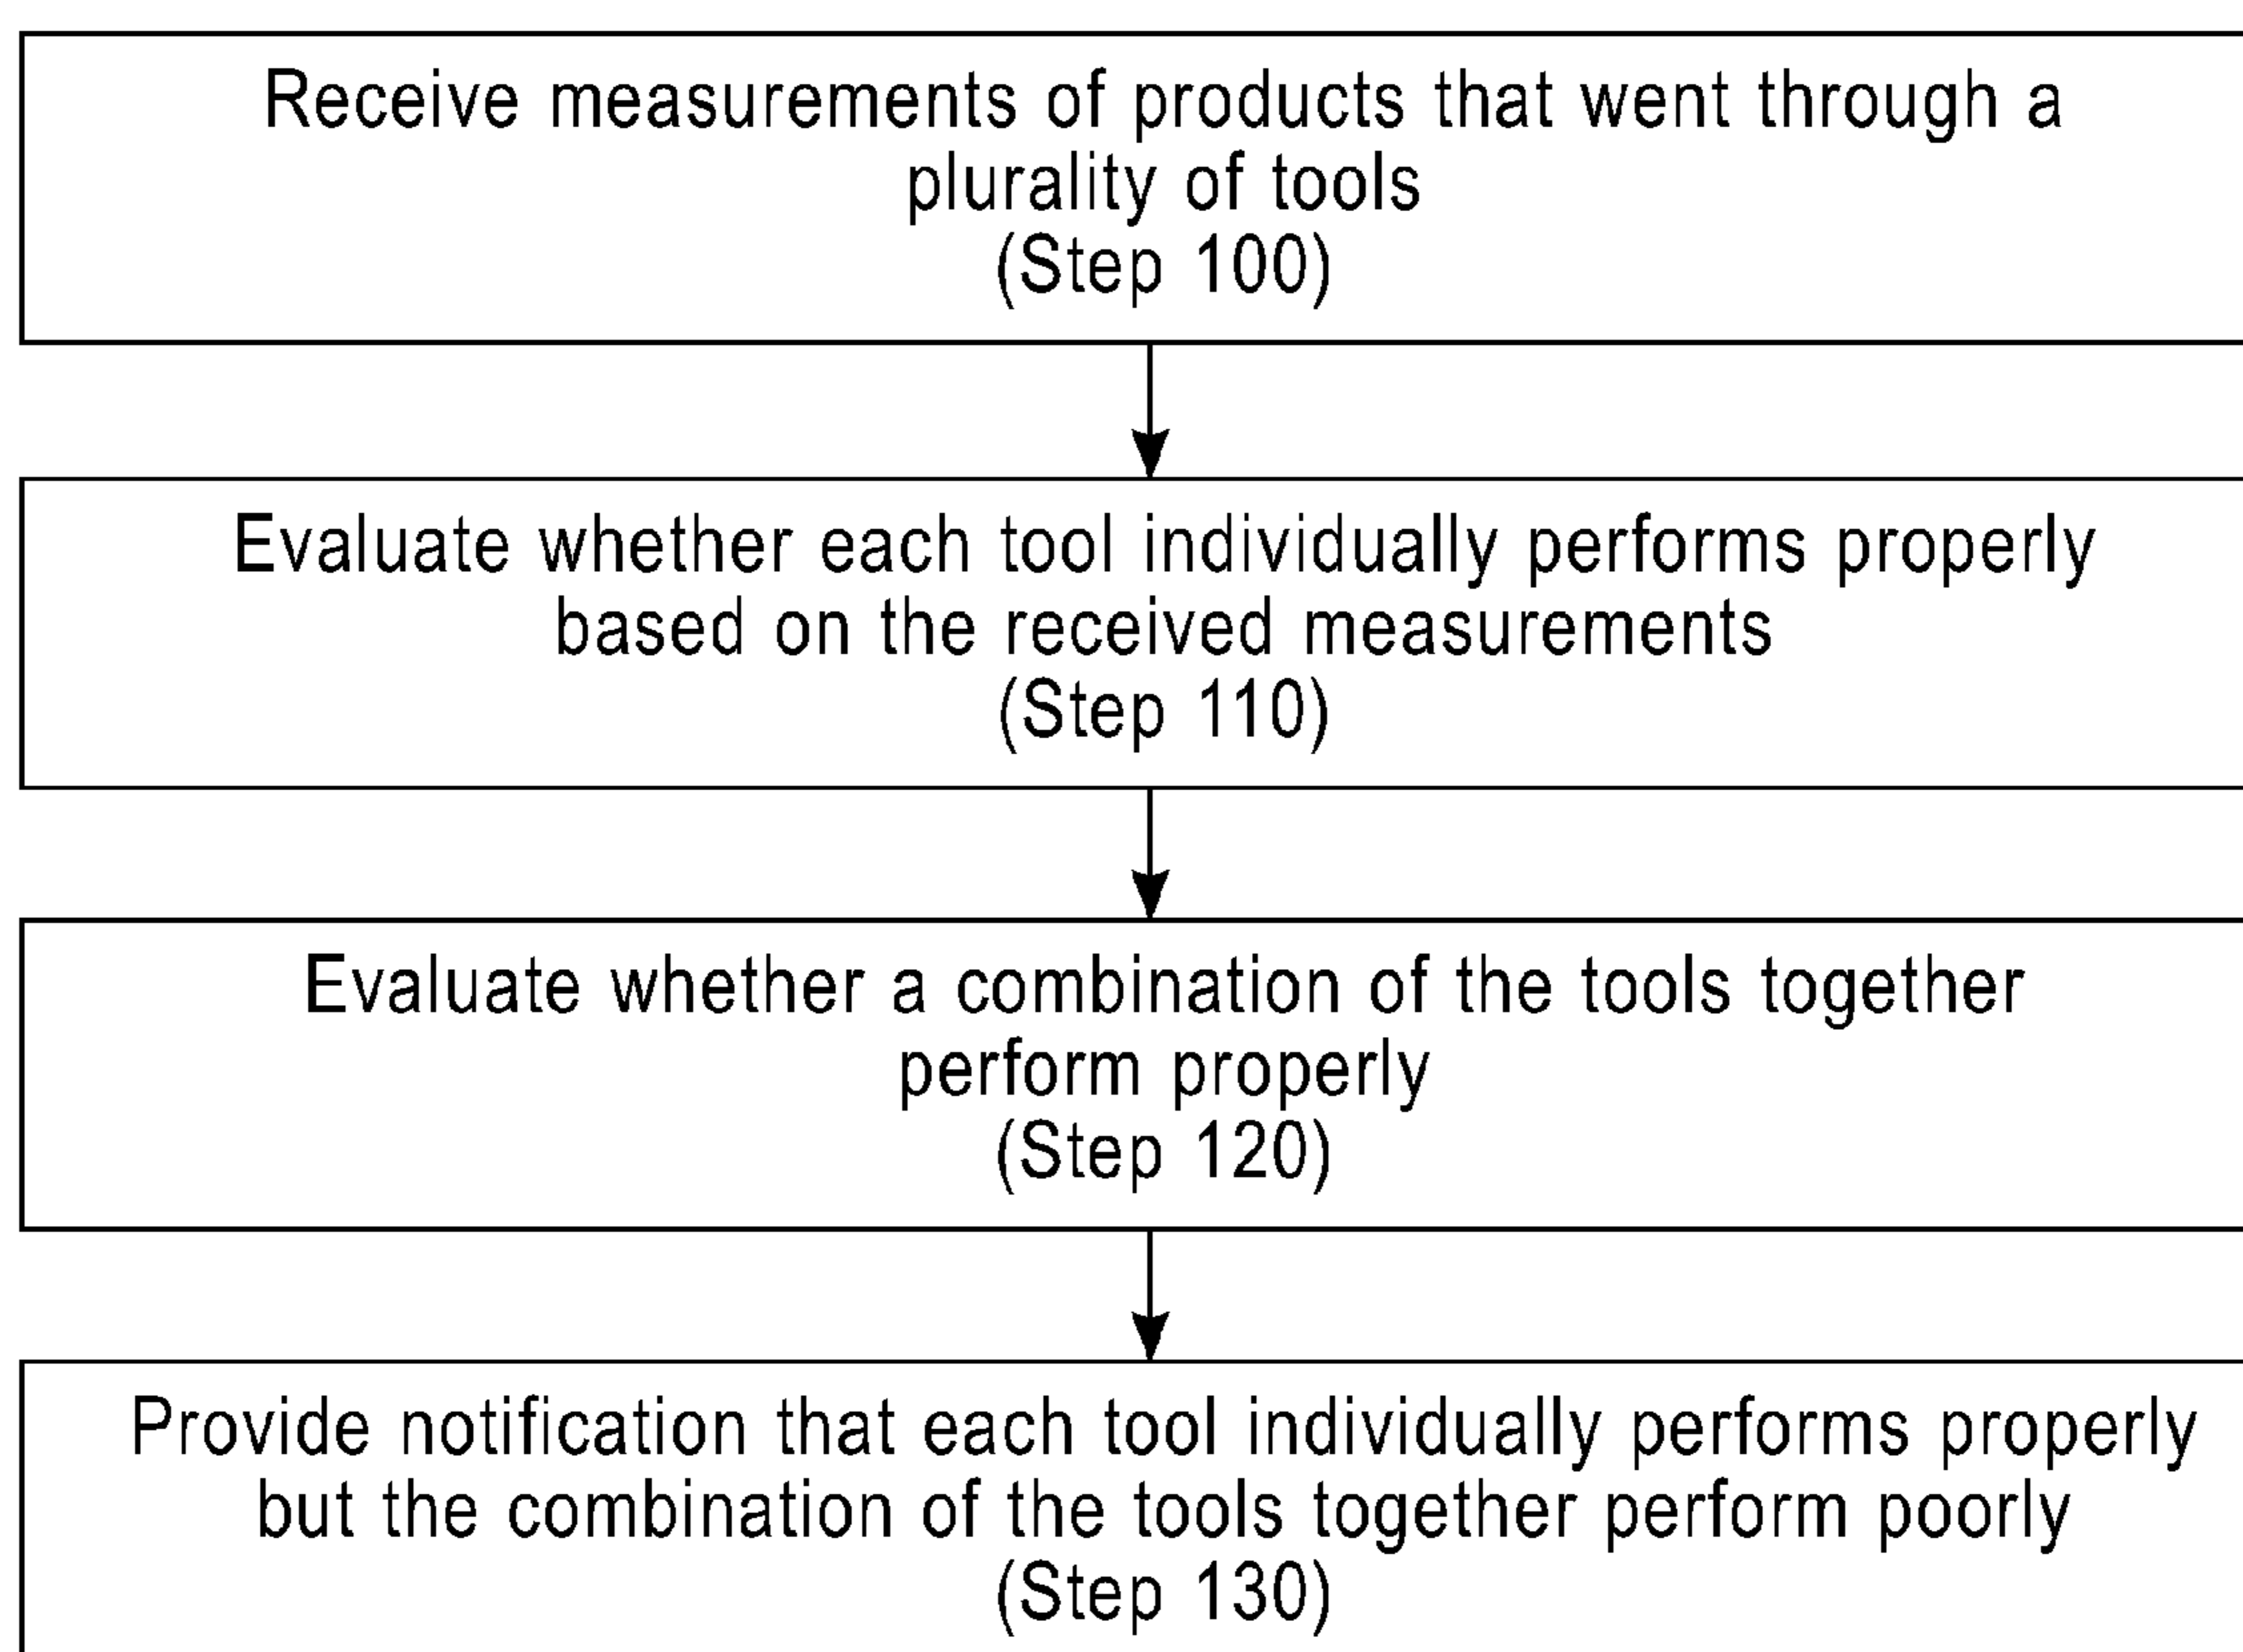 Receive measurements of products that went through a
plurality of tools
(Step 100)
Evaluate whether each tool individually performs properly
based on the received measurements
(Step 110)
Evaluate whether a combination of the tools together
perform properly
(Step 120)
Provide notification that each tool individually performs properly
but the combination of the tools together perform poorly
(Step 130)